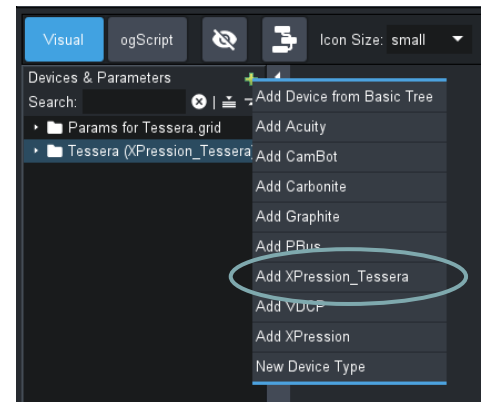 Visual ogScript Icon Size: small
Devices & Parameters
Search:
Params for Tessera.grid
Tessera (XPression_Tessera
Add Device from Basic Tree
Add Acuity
Add CamBot
Add Carbonite
Add Graphite
Add PBus
Add XPression_Tessera
Add VDCP
Add XPression
New Device Type